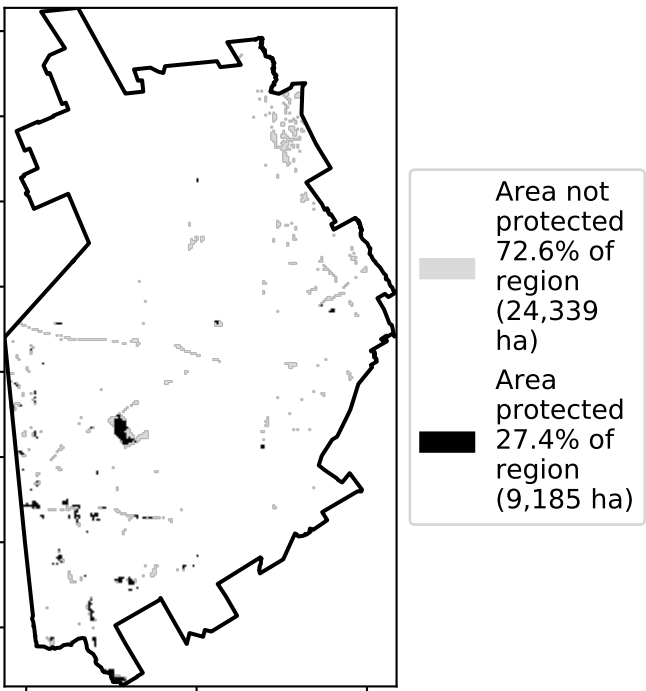 Area not
protected
72.6% of
region
(24,339
ha)
Area
protected
27.4% of
region
(9,185 ha)